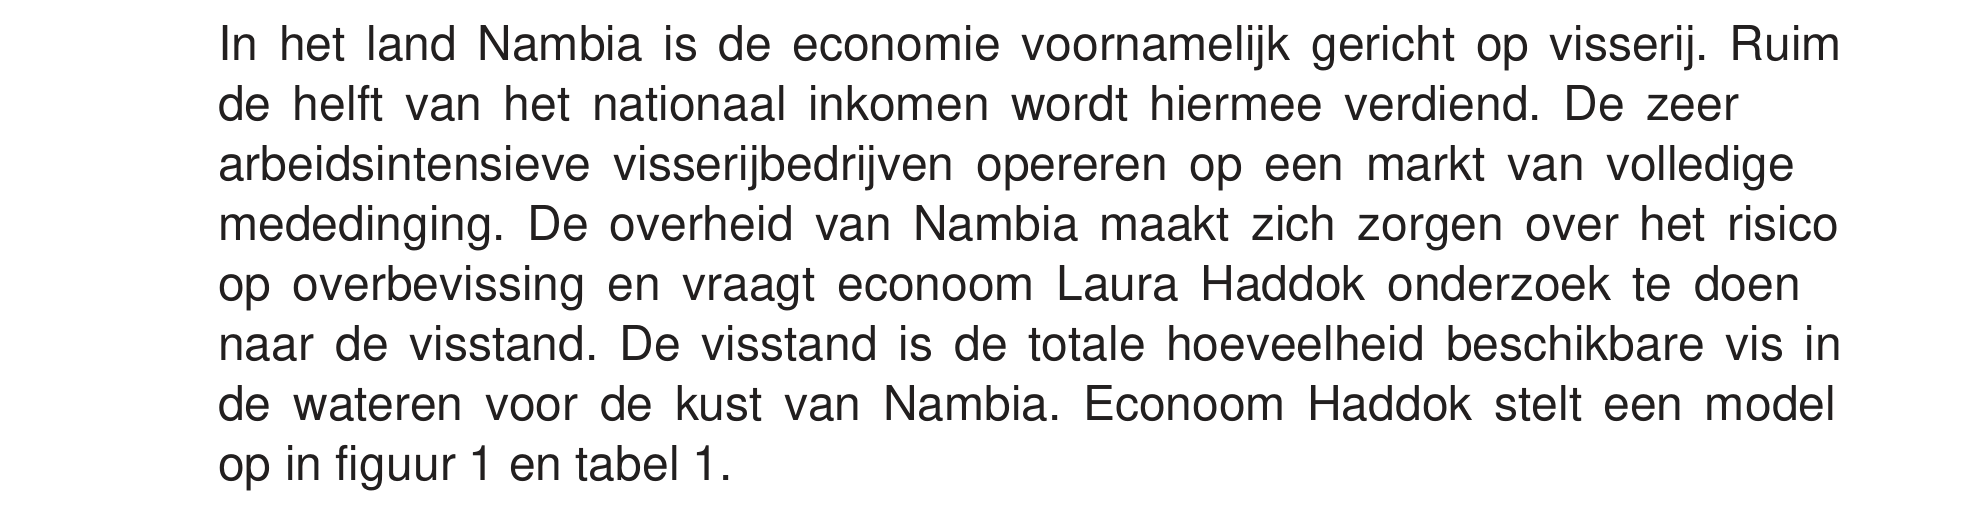 In het land Nambia is de economie voornamelijk gericht op visserij. Ruim
de helft van het nationaal inkomen wordt hiermee verdiend. De zeer
arbeidsintensieve visserijbedrijven opereren op een markt van volledige
mededinging. De overheid van Nambia maakt zich zorgen over het risico
op overbevissing en vraagt econoom Laura Haddok onderzoek te doen
naar de visstand. De visstand is de totale hoeveelheid beschikbare vis in
de wateren voor de kust van Nambia. Econoom Haddok stelt een model
op in figuur 1 en tabel 1.